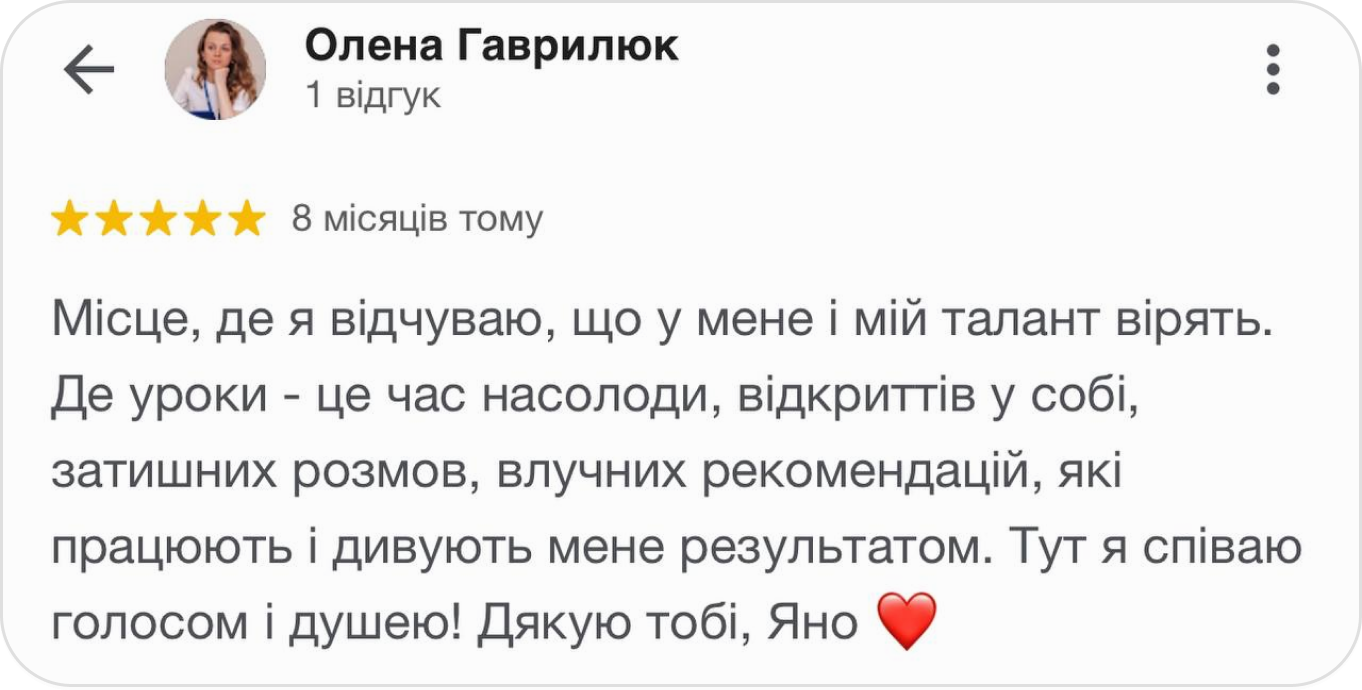 Олена Гаврилюк
1 відгук
8 місяців тому
Місце, де я відчуваю, що у мене і мій талант вірять.
Де уроки - це час насолоди, відкриттів у собі,
затишних розмов, влучних рекомендацій, які
працюють і дивують мене результатом. Тут я співаю
голосом і душею! Дякую тобі, Яно ❤️